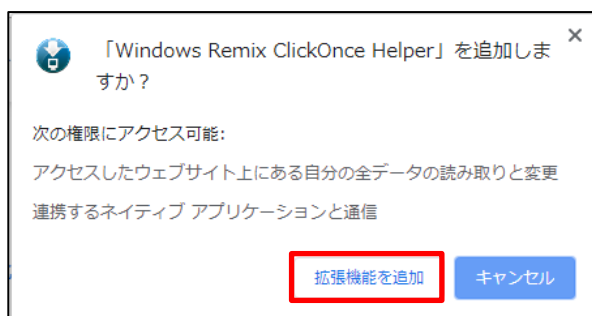 「Windows Remix ClickOnce Helper」を追加しま
すか？
次の権限にアクセス可能:
アクセスしたウェブサイト上にある自分の全データの読み取りと変更
連携するネイティブ アプリケーションと通信
拡張機能を追加
キャンセル